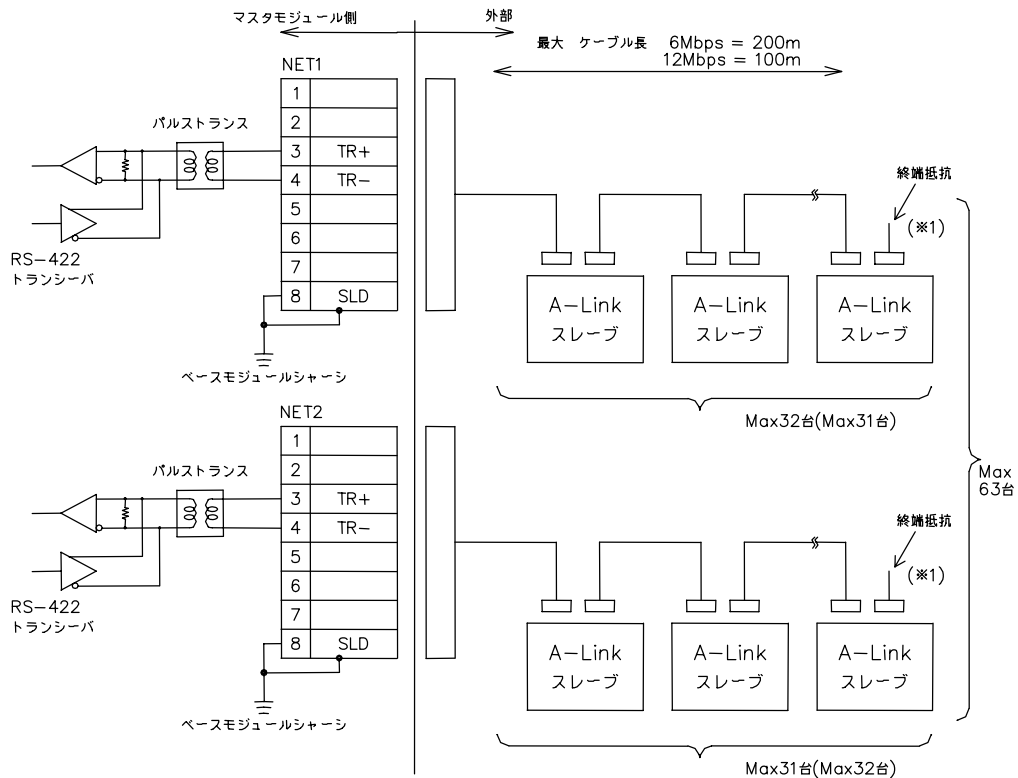 マスタモジュール側
外部
最大 ケーブル長 6Mbps = 200m
12Mbps = 100m
NET1
1
2
3 TR+
4 TR-
5
6
7
8 SLD
パルストランス
RS-422
トランシーバ
ベースモジュールシャーシ
終端抵抗
(※1)
A-Link
スレーブ
A-Link
スレーブ
A-Link
スレーブ
Max32台(Max31台)
NET2
1
2
3 TR+
4 TR-
5
6
7
8 SLD
パルストランス
RS-422
トランシーバ
ベースモジュールシャーシ
終端抵抗
(※1)
A-Link
スレーブ
A-Link
スレーブ
A-Link
スレーブ
Max31台(Max32台)
Max
63台